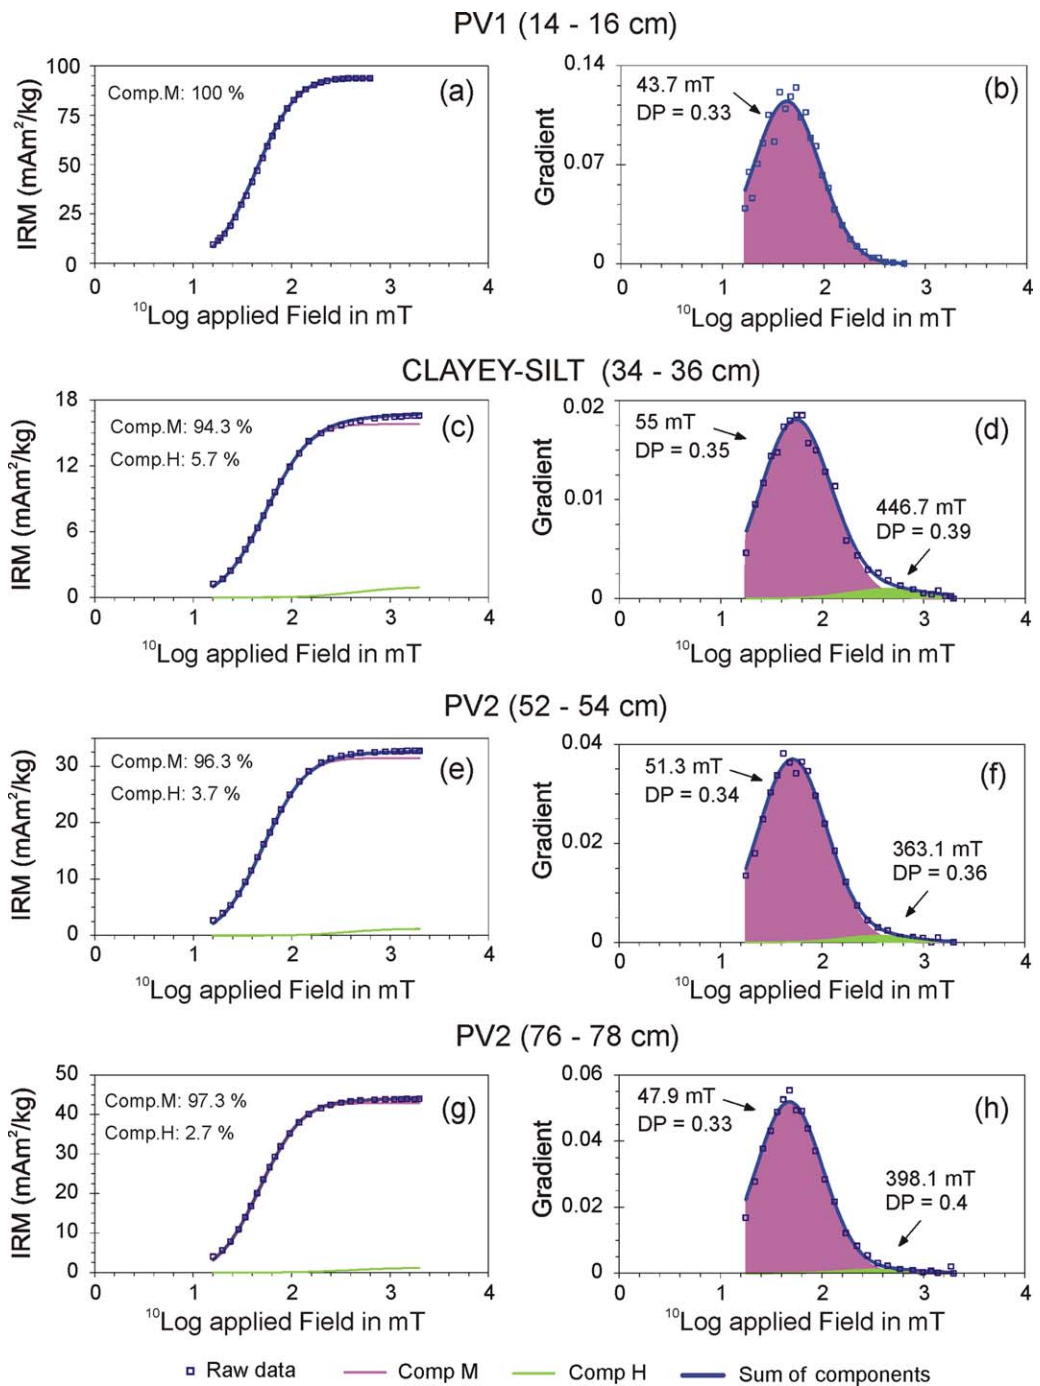 PV1 (14 - 16 cm)
IRM (mAm²/kg)
100
75
50
25
0
Comp.M: 100 %
(a)
0 1 2 3 4
¹⁰Log applied Field in mT
Gradient
0.14
0.07
0
43.7 mT
DP = 0.33
(b)
0 1 2 3 4
¹⁰Log applied Field in mT
CLAYEY-SILT (34 - 36 cm)
IRM (mAm²/kg)
18
12
6
0
Comp.M: 94.3 %
Comp.H: 5.7 %
(c)
0 1 2 3 4
¹⁰Log applied Field in mT
Gradient
0.02
0.01
0
55 mT
DP = 0.35
(d)
446.7 mT
DP = 0.39
0 1 2 3 4
¹⁰Log applied Field in mT
PV2 (52 - 54 cm)
IRM (mAm²/kg)
30
20
10
0
Comp.M: 96.3 %
Comp.H: 3.7 %
(e)
0 1 2 3 4
¹⁰Log applied Field in mT
Gradient
0.04
0.02
0
51.3 mT
DP = 0.34
(f)
363.1 mT
DP = 0.36
0 1 2 3 4
¹⁰Log applied Field in mT
PV2 (76 - 78 cm)
IRM (mAm²/kg)
50
40
30
20
10
0
Comp.M: 97.3 %
Comp.H: 2.7 %
(g)
0 1 2 3 4
¹⁰Log applied Field in mT
Gradient
0.06
0.04
0.02
0
47.9 mT
DP = 0.33
(h)
398.1 mT
DP = 0.4
0 1 2 3 4
¹⁰Log applied Field in mT
Raw data Comp M Comp H Sum of components